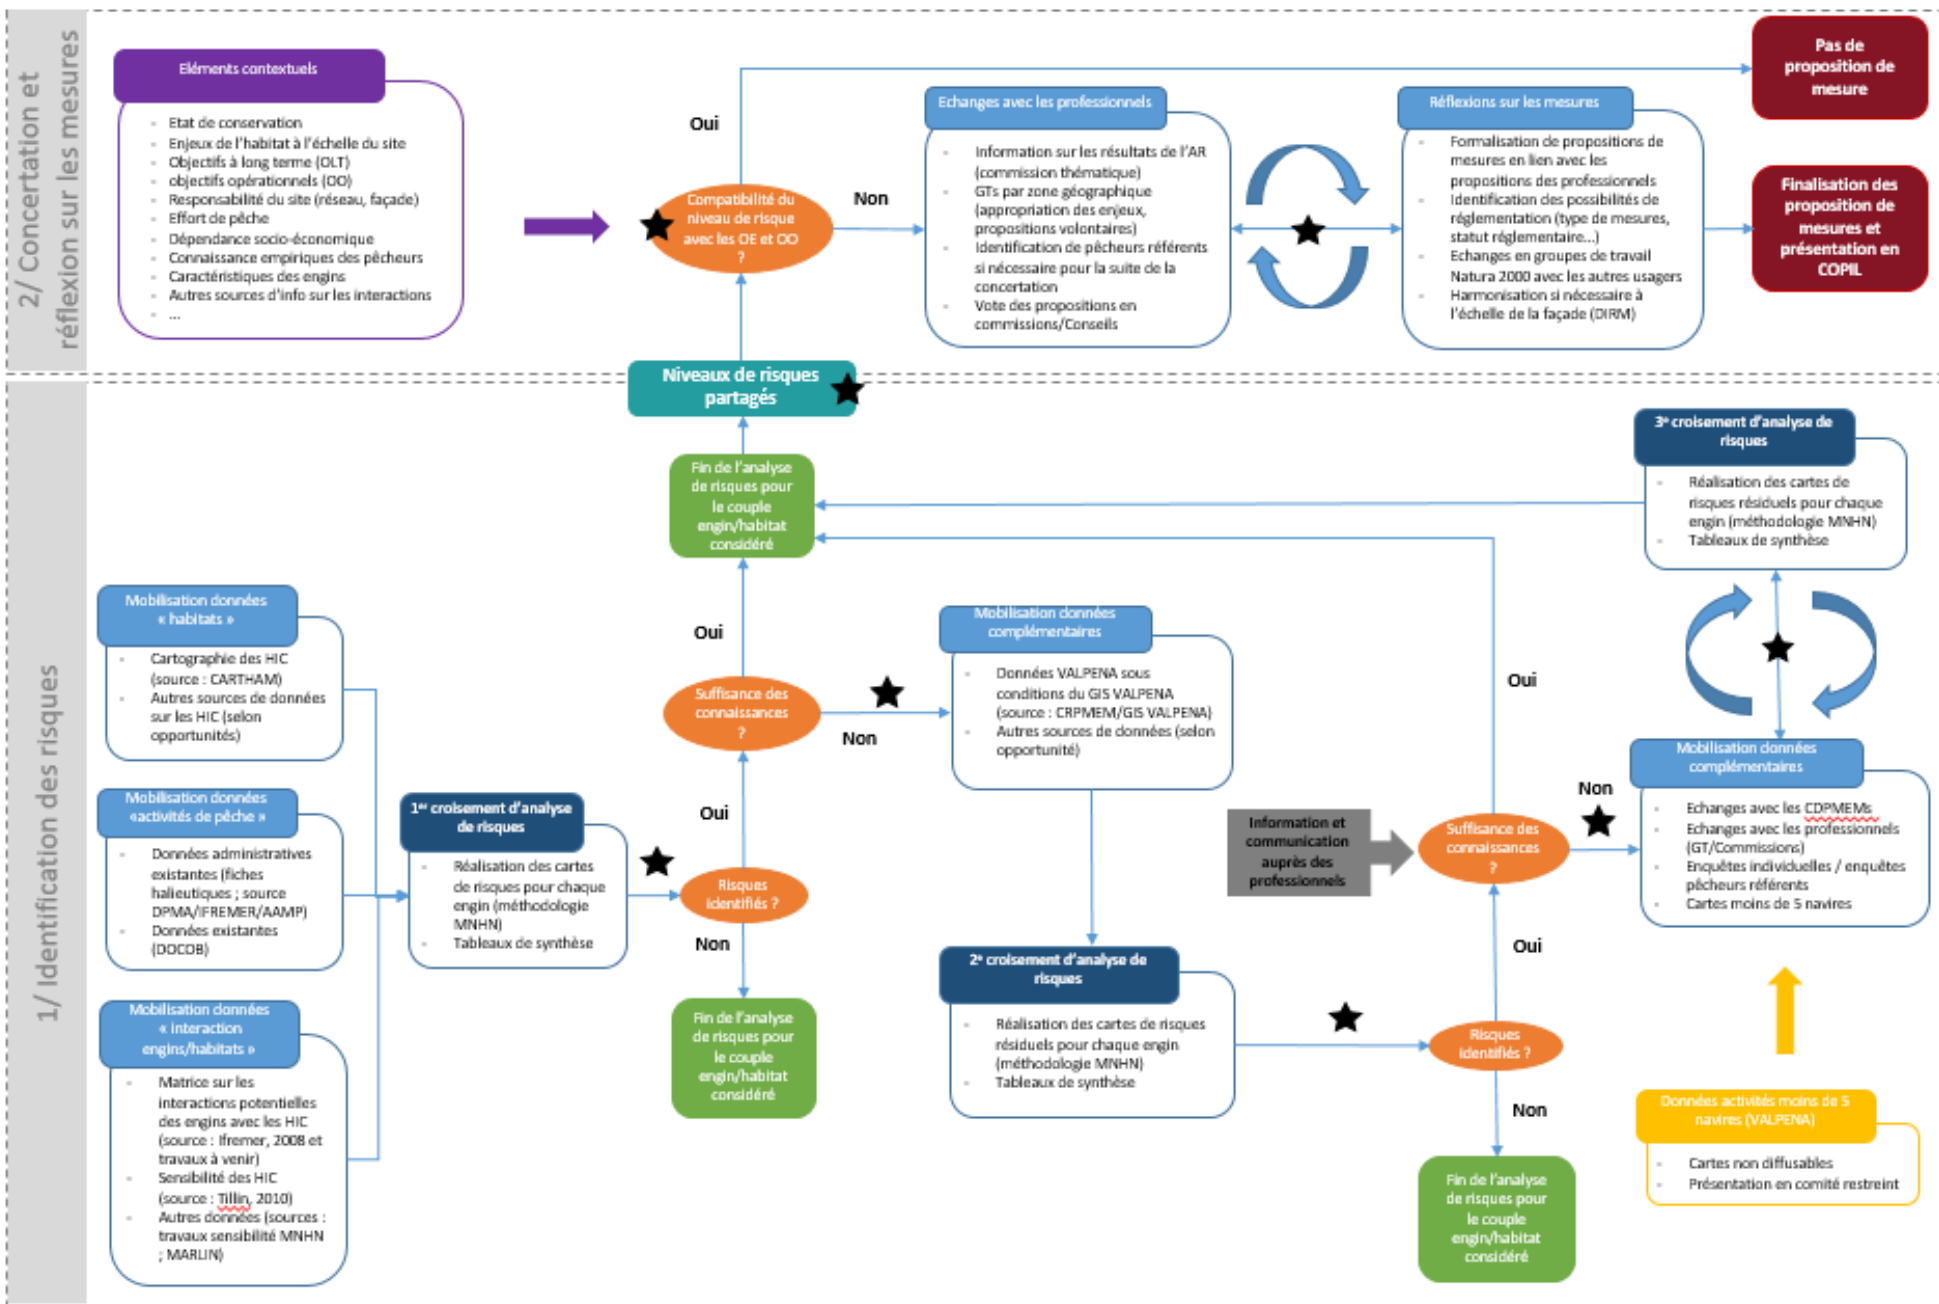 2/ Concertation et
réflexion sur les mesures
Eléments contextuels
- Etat de conservation
- Enjeux de l'habitat à l'échelle du site
- Objectifs à long terme (OLT)
- objectifs opérationnels (OO)
- Responsabilité du site (réseau, façade)
- Effort de pêche
- Dépendance socio-économique
- Connaissance empiriques des pêcheurs
- Caractéristiques des engins
- Autres sources d'info sur les interactions
- ...
Compatibilité du
niveau de risque
avec les OE et OO
?
Oui
Non
Echanges avec les professionnels
- Information sur les résultats de l'AR
(commission thématique)
- GTs par zone géographique
(appropriation des enjeux,
propositions volontaires)
- Identification de pêcheurs référents
si nécessaire pour la suite de la
concertation
- Vote des propositions en
commissions/Conseils
Réflexions sur les mesures
- Formalisation de propositions de
mesures en lien avec les
propositions des professionnels
- Identification des possibilités de
réglementation (type de mesures,
statut réglementaire...)
- Echanges en groupes de travail
Natura 2000 avec les autres usagers
- Harmonisation si nécessaire à
l'échelle de la façade (DIRM)
Pas de
proposition de
mesure
Finalisation des
proposition de
mesures et
présentation en
COPIL
1/ Identification des risques
Niveaux de risques
partagés
Fin de l'analyse
de risques pour
le couple
engin/habitat
considéré
Mobilisation données
« habitats »
- Cartographie des HIC
(source : CARTHAM)
- Autres sources de données
sur les HIC (selon
opportunités)
Mobilisation données
«activités de pêche »
- Données administratives
existantes (fiches
halieutiques ; source
DPMA/IFREMER/AAMP)
- Données existantes
(DOCOB)
Mobilisation données
« interaction
engins/habitats »
- Matrice sur les
interactions potentielles
des engins avec les HIC
(source : Ifremer, 2008 et
travaux à venir)
- Sensibilité des HIC
(source : Tillin, 2010)
- Autres données (sources :
travaux sensibilité MNHN
; MARLIN)
1er croisement d'analyse
de risques
- Réalisation des cartes
de risques pour chaque
engin (méthodologie
MNHN)
- Tableaux de synthèse
Risques
identifiés ?
Oui
Non
Fin de l'analyse
de risques pour
le couple
engin/habitat
considéré
Suffisance des
connaissances
?
Oui
Non
Mobilisation données
complémentaires
- Données VALPENA sous
conditions du GIS VALPENA
(source : CRPMEM/GIS VALPENA)
- Autres sources de données (selon
opportunité)
2e croisement d'analyse de
risques
- Réalisation des cartes de risques
résiduels pour chaque engin
(méthodologie MNHN)
- Tableaux de synthèse
Risques
identifiés ?
Oui
Non
Fin de l'analyse
de risques pour
le couple
engin/habitat
considéré
Information et
communication
auprès des
professionnels
Suffisance des
connaissances
?
Oui
Non
Mobilisation données
complémentaires
- Echanges avec les CDPMEMs
- Echanges avec les professionnels
(GT/Commissions)
- Enquêtes individuelles / enquêtes
pêcheurs référents
- Cartes moins de 5 navires
3e croisement d'analyse de
risques
- Réalisation des cartes de
risques résiduels pour chaque
engin (méthodologie MNHN)
- Tableaux de synthèse
Données activités moins de 5
navires (VALPENA)
- Cartes non diffusables
- Présentation en comité restreint